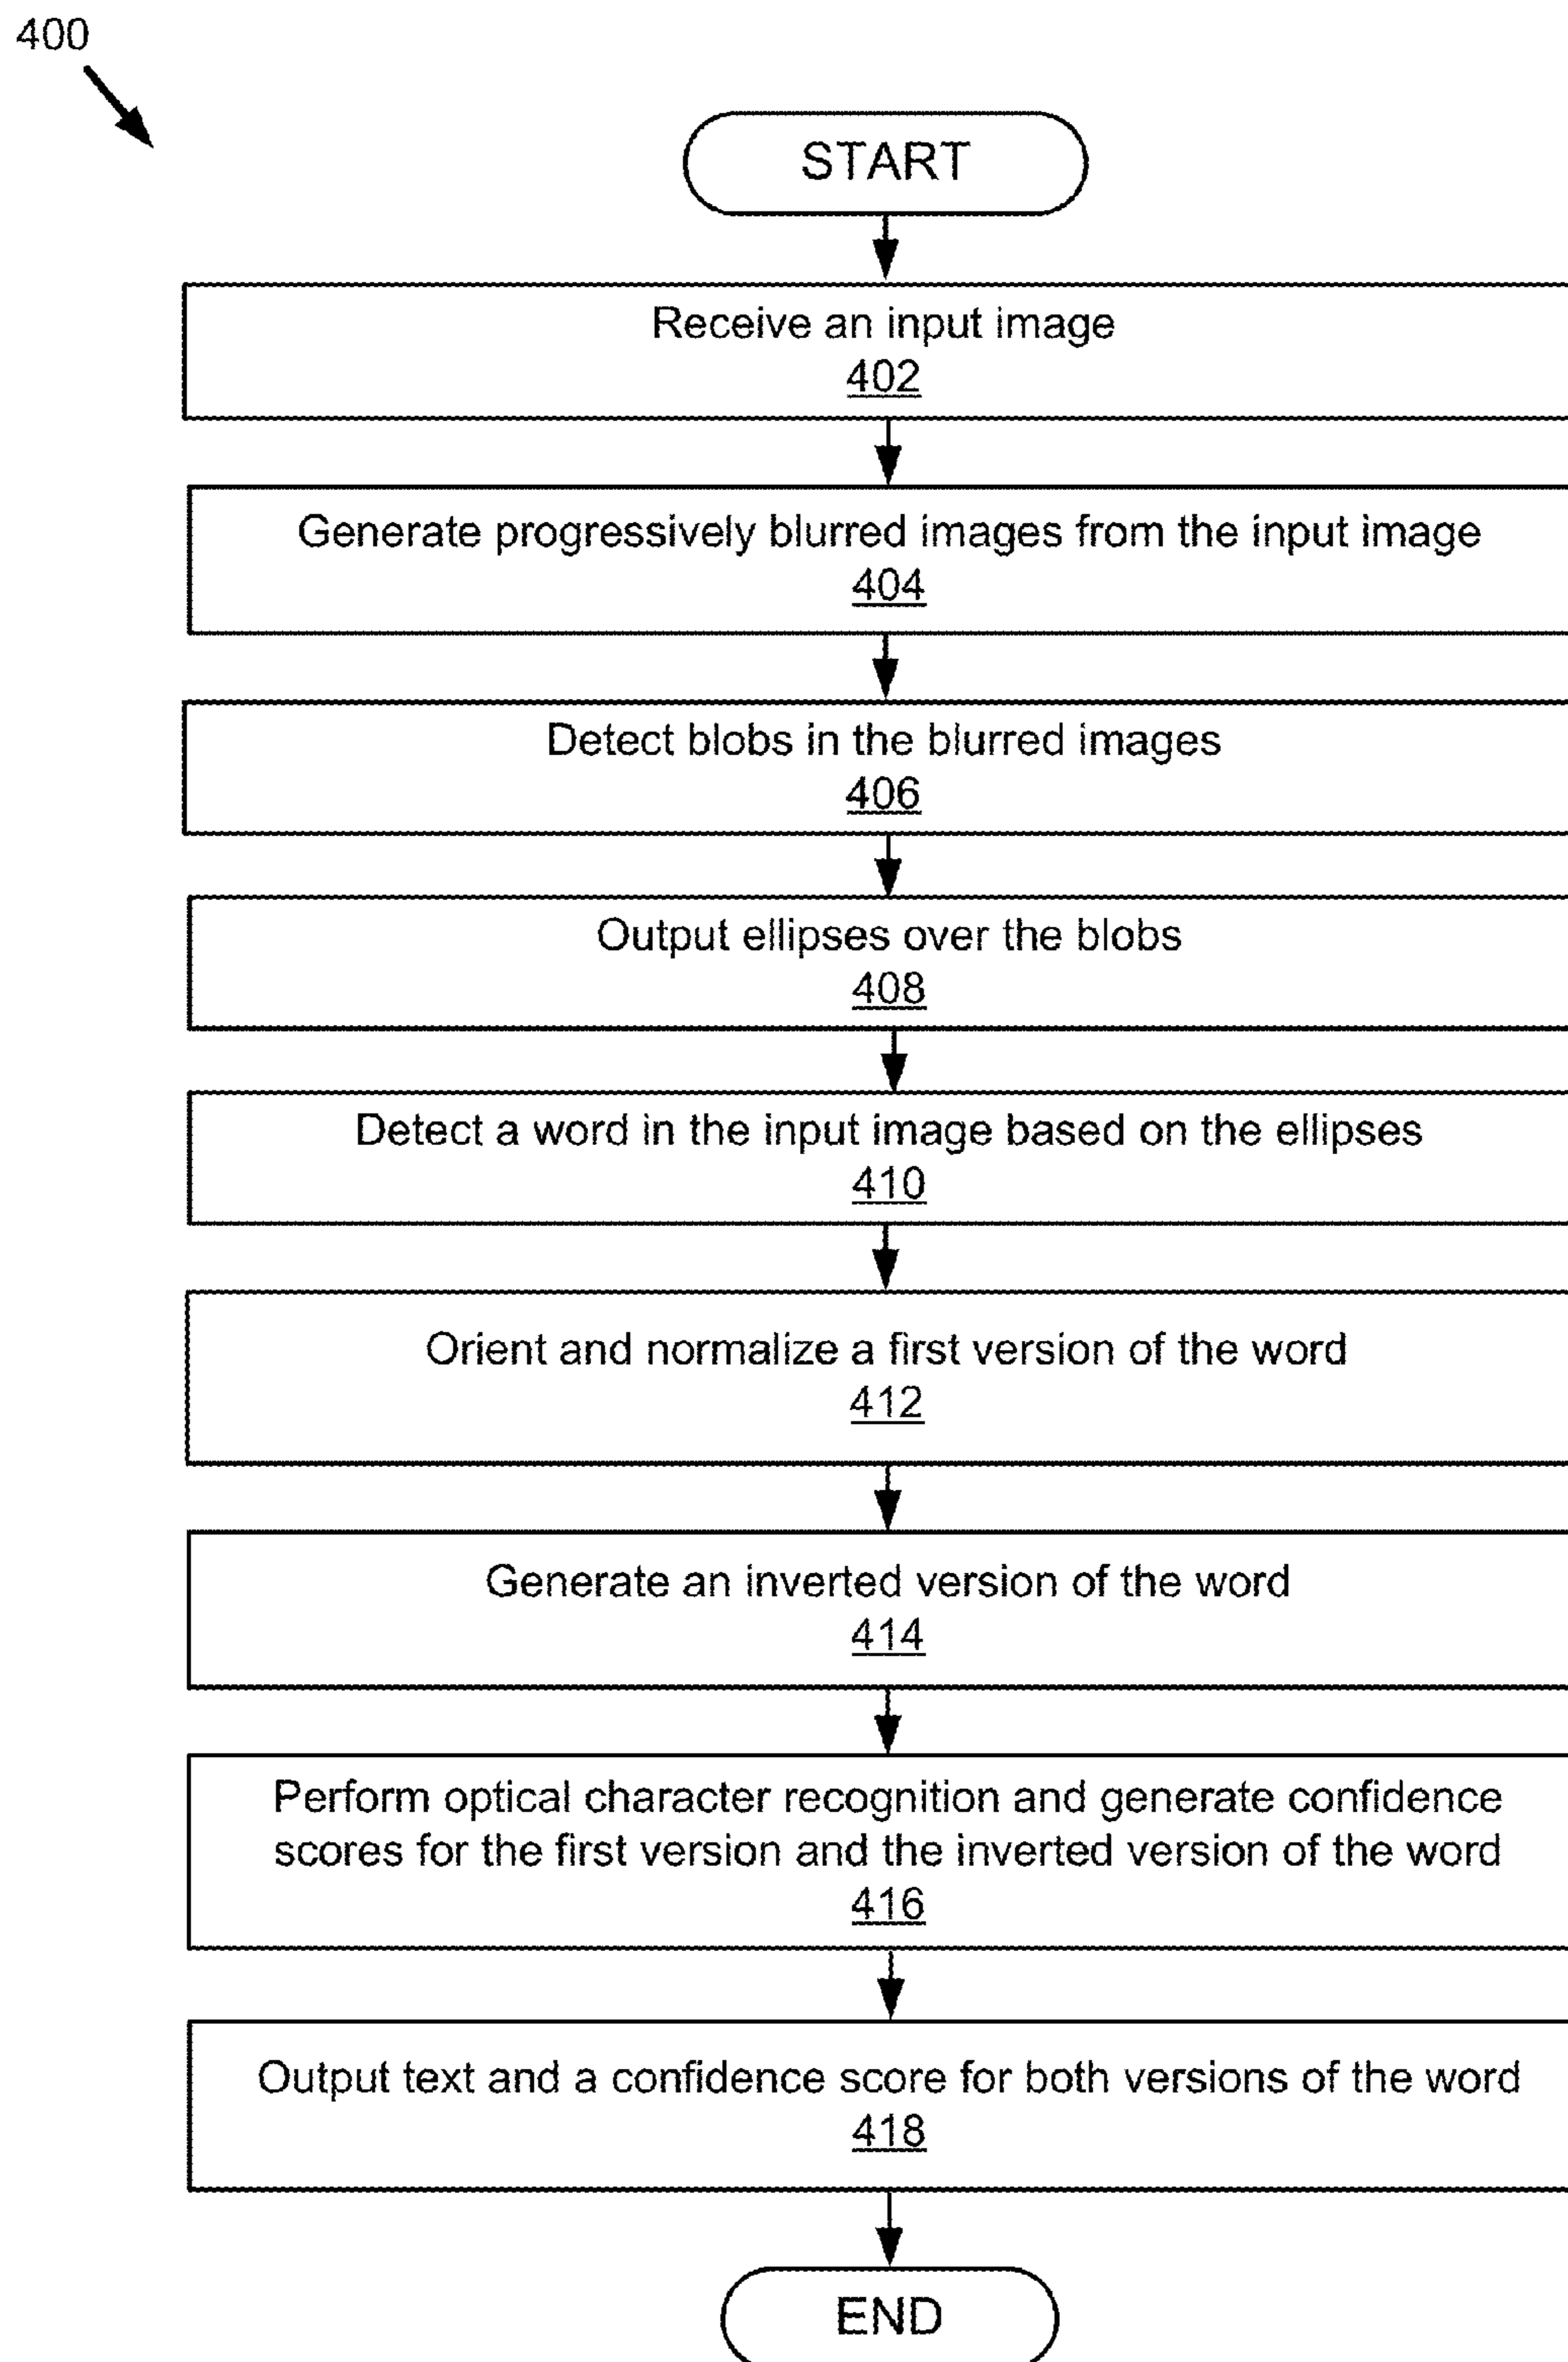 400
START
Receive an input image
402
Generate progressively blurred images from the input image
404
Detect blobs in the blurred images
406
Output ellipses over the blobs
408
Detect a word in the input image based on the ellipses
410
Orient and normalize a first version of the word
412
Generate an inverted version of the word
414
Perform optical character recognition and generate confidence
scores for the first version and the inverted version of the word
416
Output text and a confidence score for both versions of the word
418
END